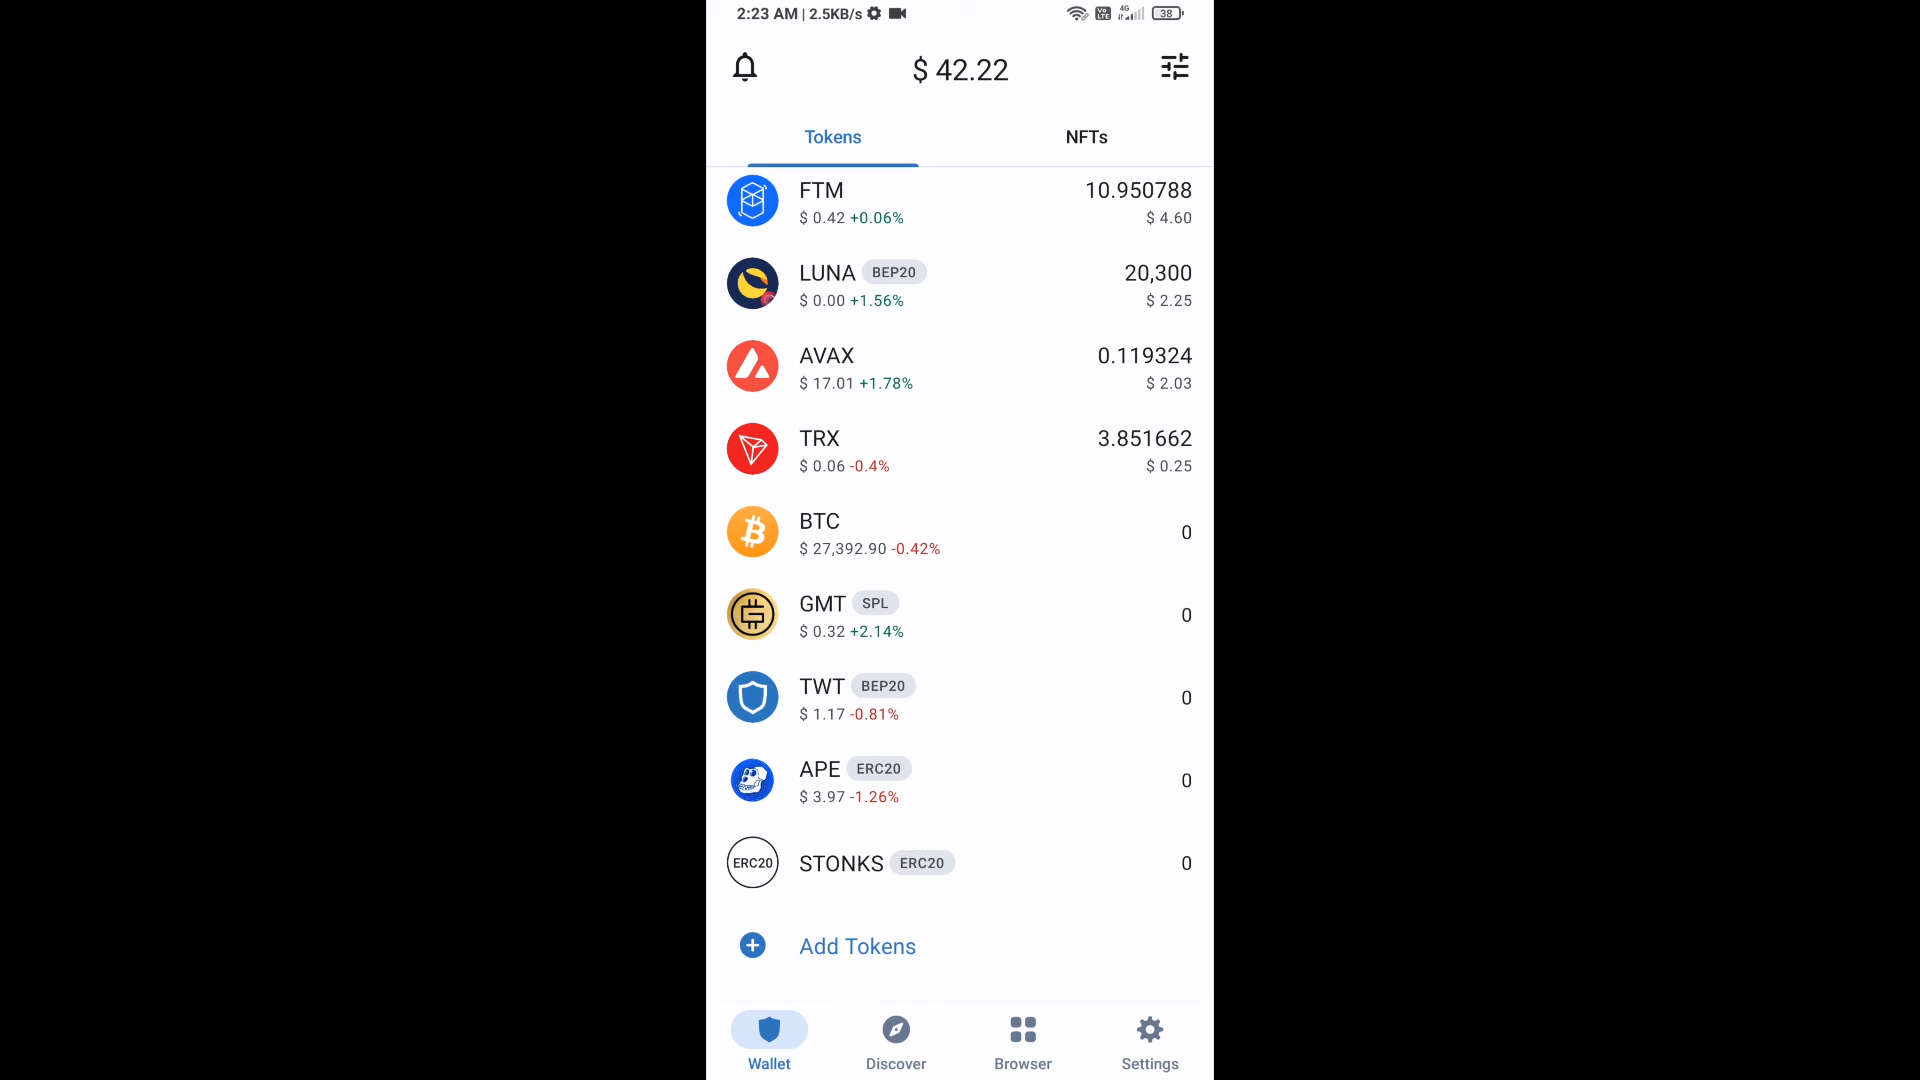 2:23 AM | 2.5KB/s
Vo LTE 4G 38
$ 42.22
Tokens NFTs
FTM 10.950788
$ 0.42 +0.06% $ 4.60
LUNA BEP20 20,300
$ 0.00 +1.56% $ 2.25
AVAX 0.119324
$ 17.01 +1.78% $ 2.03
TRX 3.851662
$ 0.06 -0.4% $ 0.25
BTC 0
$ 27,392.90 -0.42%
GMT SPL 0
$ 0.32 +2.14%
TWT BEP20 0
$ 1.17 -0.81%
APE ERC20 0
$ 3.97 -1.26%
ERC20 STONKS ERC20 0
Add Tokens
Wallet Discover Browser Settings